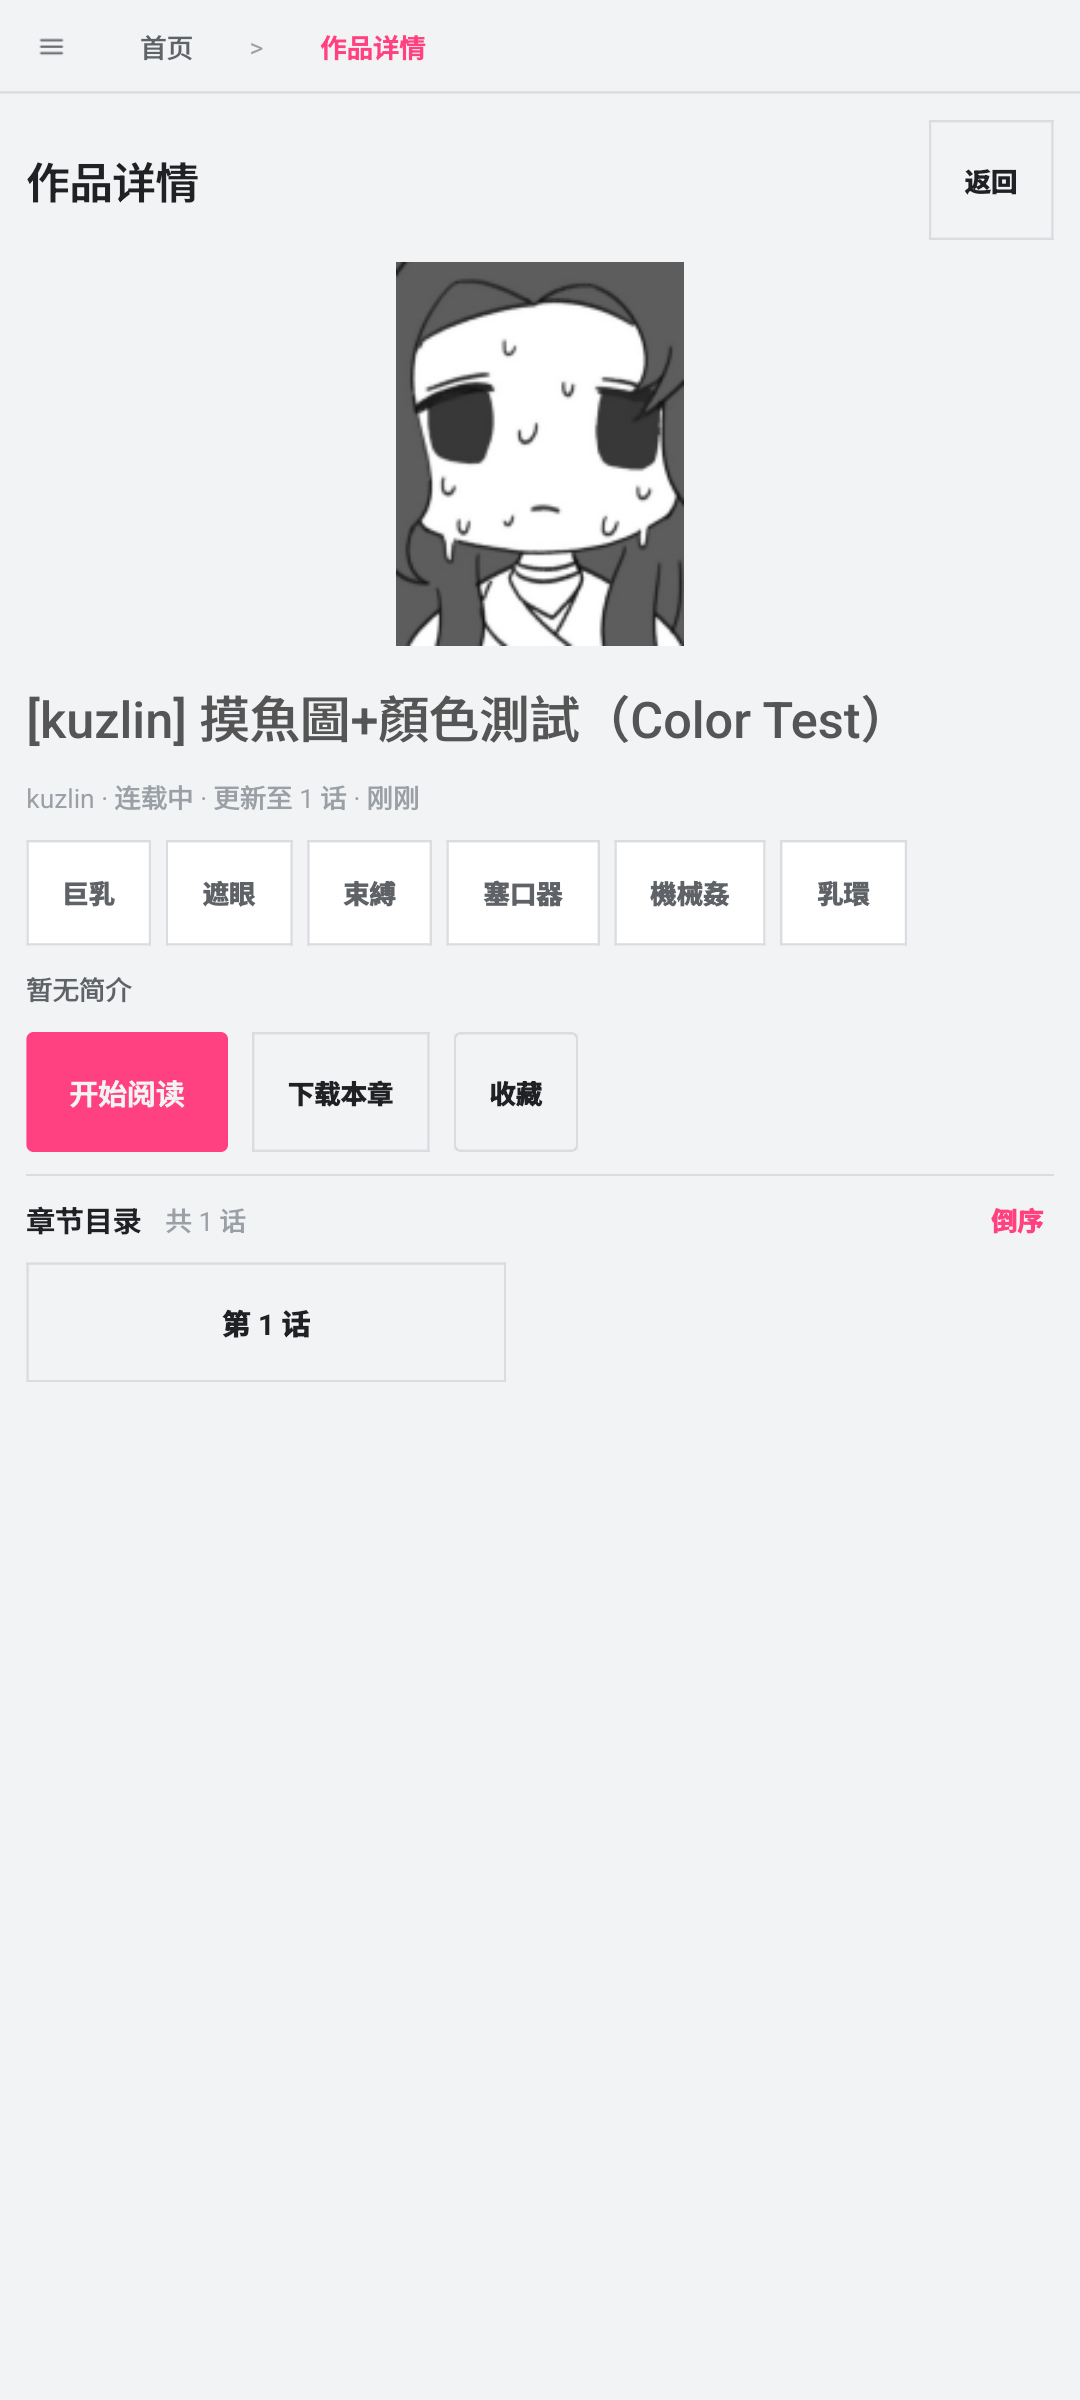 首页 > 作品详情
作品详情
返回
[kuzlin] 摸魚圖+顏色測試（Color Test）
kuzlin · 连载中 · 更新至 1 话 · 刚刚
巨乳 遮眼 束縛 塞口器 機械姦 乳環
暂无简介
开始阅读 下载本章 收藏
章节目录 共 1 话 倒序
第 1 话